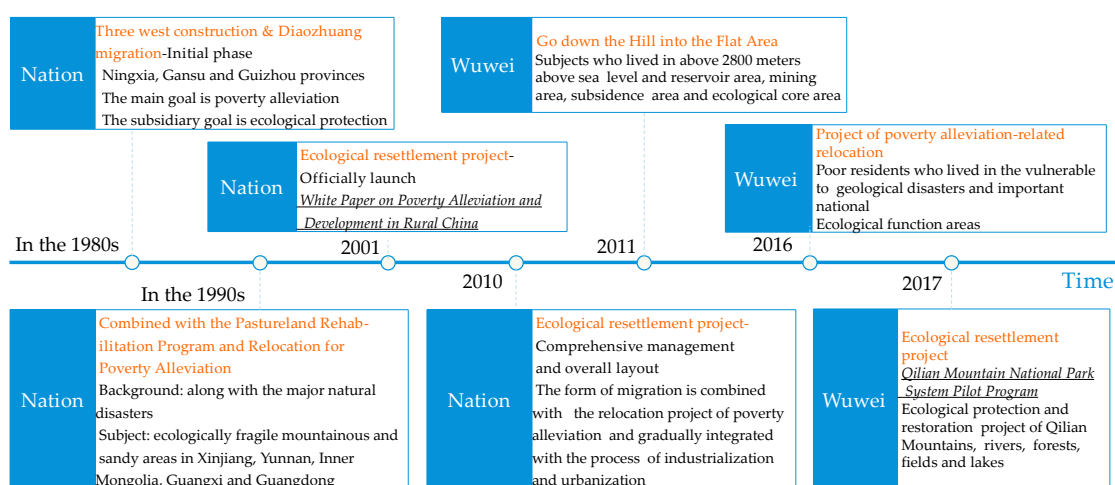 Nation
Three west construction & Diaozhuang
migration-Initial phase
Ningxia, Gansu and Guizhou provinces
The main goal is poverty alleviation
The subsidiary goal is ecological protection
Wuwei
Go down the Hill into the Flat Area
Subjects who lived in above 2800 meters
above sea level and reservoir area, mining
area, subsidence area and ecological core area
Nation
Ecological resettlement project-
Officially launch
White Paper on Poverty Alleviation and
Development in Rural China
Wuwei
Project of poverty alleviation-related
relocation
Poor residents who lived in the vulnerable
to geological disasters and important
national
Ecological function areas
In the 1980s
2001
2011
2016
In the 1990s
2010
2017
Time
Nation
Combined with the Pastureland Rehab-
ilitation Program and Relocation for
Poverty Alleviation
Background: along with the major natural
disasters
Subject: ecologically fragile mountainous and
sandy areas in Xinjiang, Yunnan, Inner
Mongolia, Guangxi and Guangdong
Nation
Ecological resettlement project-
Comprehensive management
and overall layout
The form of migration is combined
with the relocation project of poverty
alleviation and gradually integrated
with the process of industrialization
and urbanization
Wuwei
Ecological resettlement
project
Qilian Mountain National Park
System Pilot Program
Ecological protection and
restoration project of Qilian
Mountains, rivers, forests,
fields and lakes